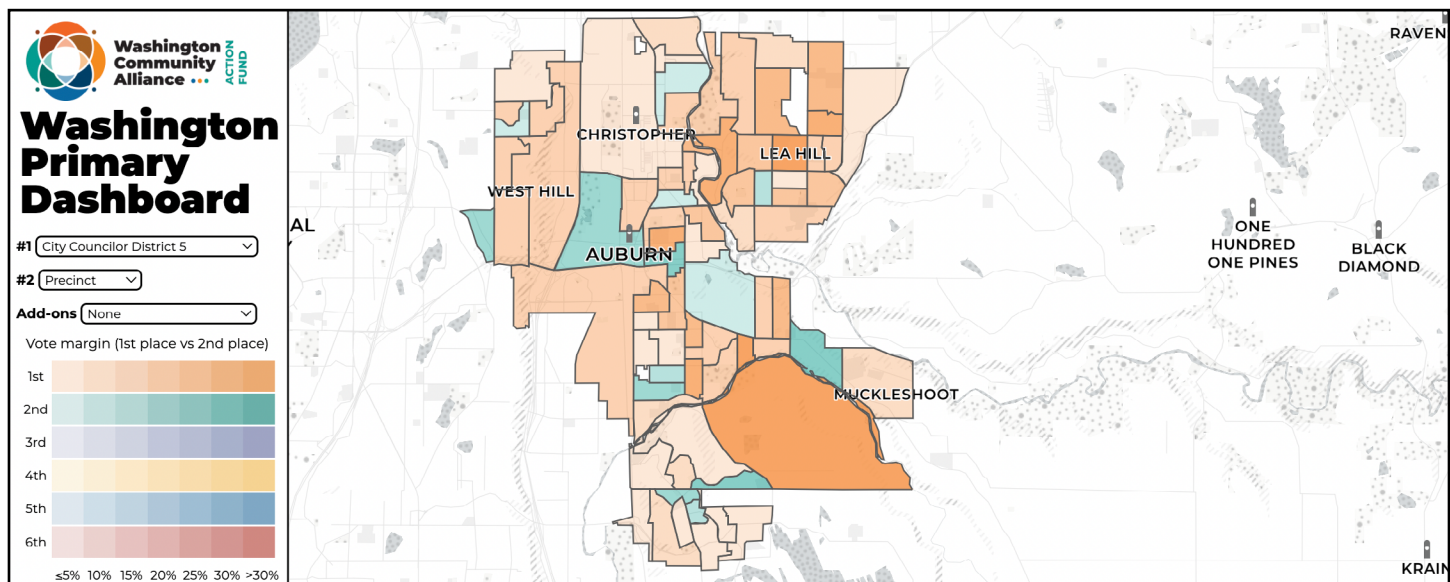 Washington
Community
Alliance
ACTION
FUND
Washington
Primary
Dashboard
#1 City Councilor District 5
#2 Precinct
Add-ons None
Vote margin (1st place vs 2nd place)
1st
2nd
3rd
4th
5th
6th
≤5% 10% 15% 20% 25% 30% >30%
RAVEN
CHRISTOPHER
LEA HILL
WEST HILL
AL
AUBURN
ONE
HUNDRED
ONE PINES
BLACK
DIAMOND
MUCKLESHOOT
KRAIN